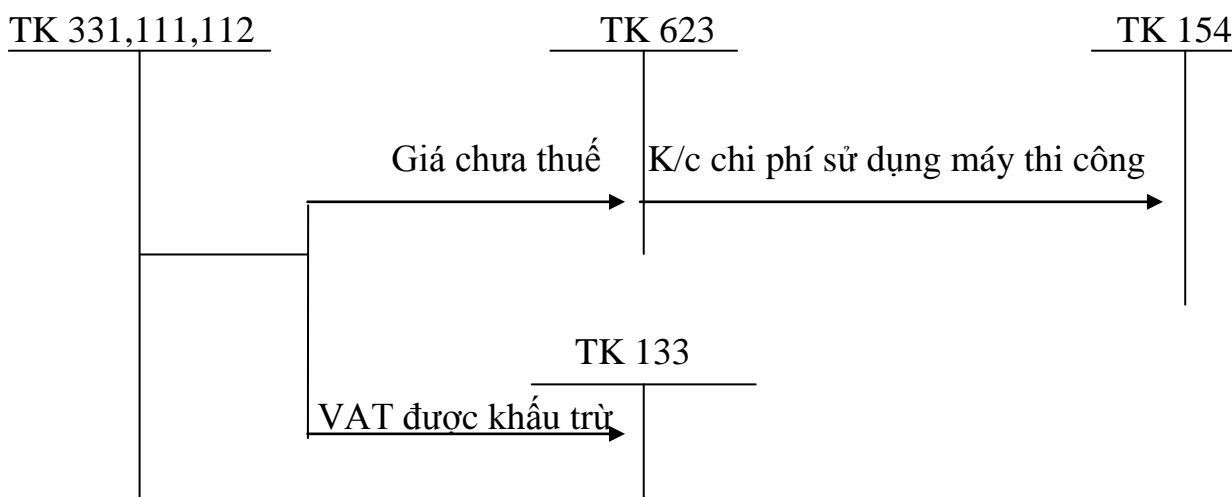 TK 331,111,112 TK 623 TK 154
Giá chưa thuế K/c chi phí sử dụng máy thi công
TK 133
VAT được khấu trừ